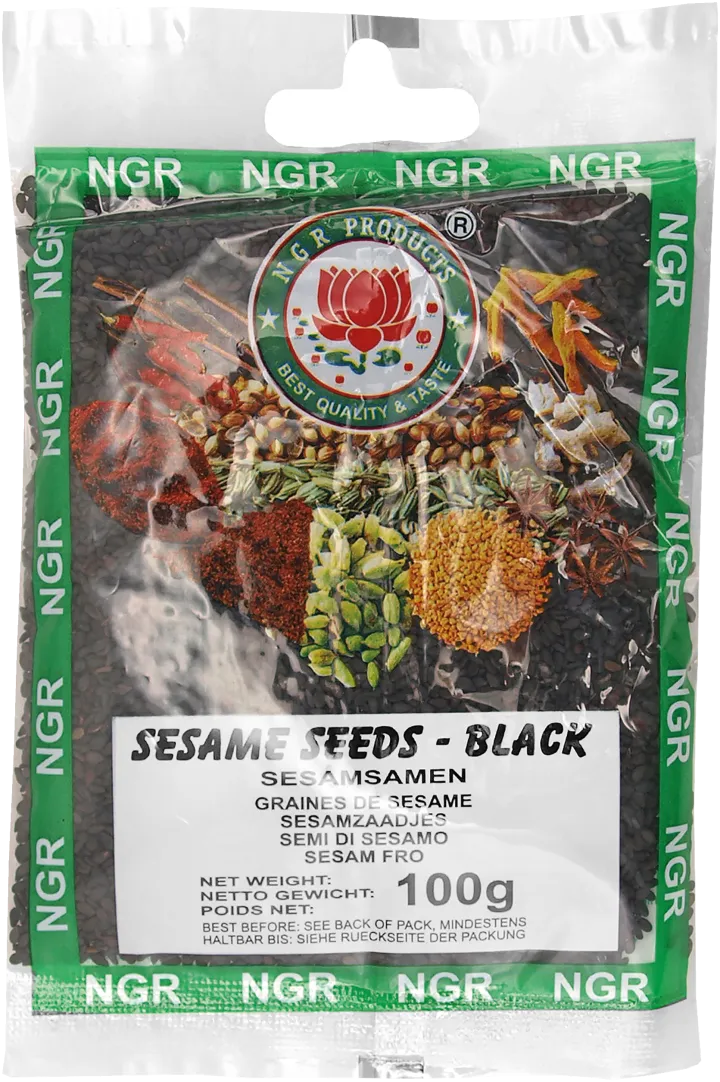 NGR NGR NGR NGR
N G R PRODUCTS ®
BEST QUALITY & TASTE
NGR
NGR
NGR
NGR
NGR
NGR
NGR
NGR
NGR
NGR
SESAME SEEDS - BLACK
SESAMSAMEN
GRAINES DE SESAME
SESAMZAADJES
SEMI DI SESAMO
SESAM FRO
NET WEIGHT:
NETTO GEWICHT: 100g
POIDS NET:
BEST BEFORE: SEE BACK OF PACK, MINDESTENS
HALTBAR BIS: SIEHE RUECKSEITE DER PACKUNG
NGR NGR NGR NGR